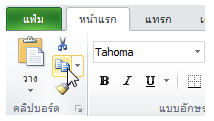 แฟ้ม หน้าแรก แทรก
Tahoma
วาง B I U
คลิปบอร์ด แบบอักษร